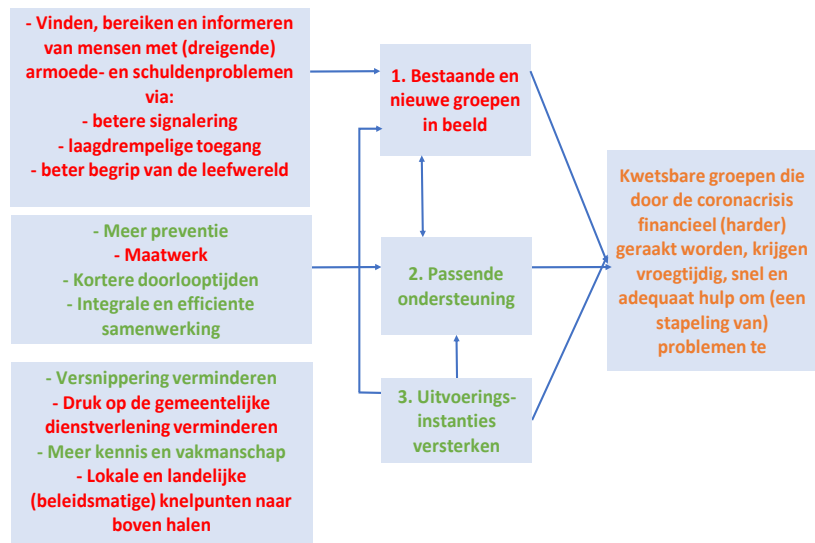 - Vinden, bereiken en informeren
van mensen met (dreigende)
armoede- en schuldenproblemen
via:
- betere signalering
- laagdrempelige toegang
- beter begrip van de leefwereld
1. Bestaande en
nieuwe groepen
in beeld
- Meer preventie
- Maatwerk
- Kortere doorlooptijden
- Integrale en efficiente
samenwerking
2. Passende
ondersteuning
- Versnippering verminderen
- Druk op de gemeentelijke
dienstverlening verminderen
- Meer kennis en vakmanschap
- Lokale en landelijke
(beleidsmatige) knelpunten naar
boven halen
3. Uitvoerings-
instanties
versterken
Kwetsbare groepen die
door de coronacrisis
financieel (harder)
geraakt worden, krijgen
vroegtijdig, snel en
adequaat hulp om (een
stapeling van)
problemen te